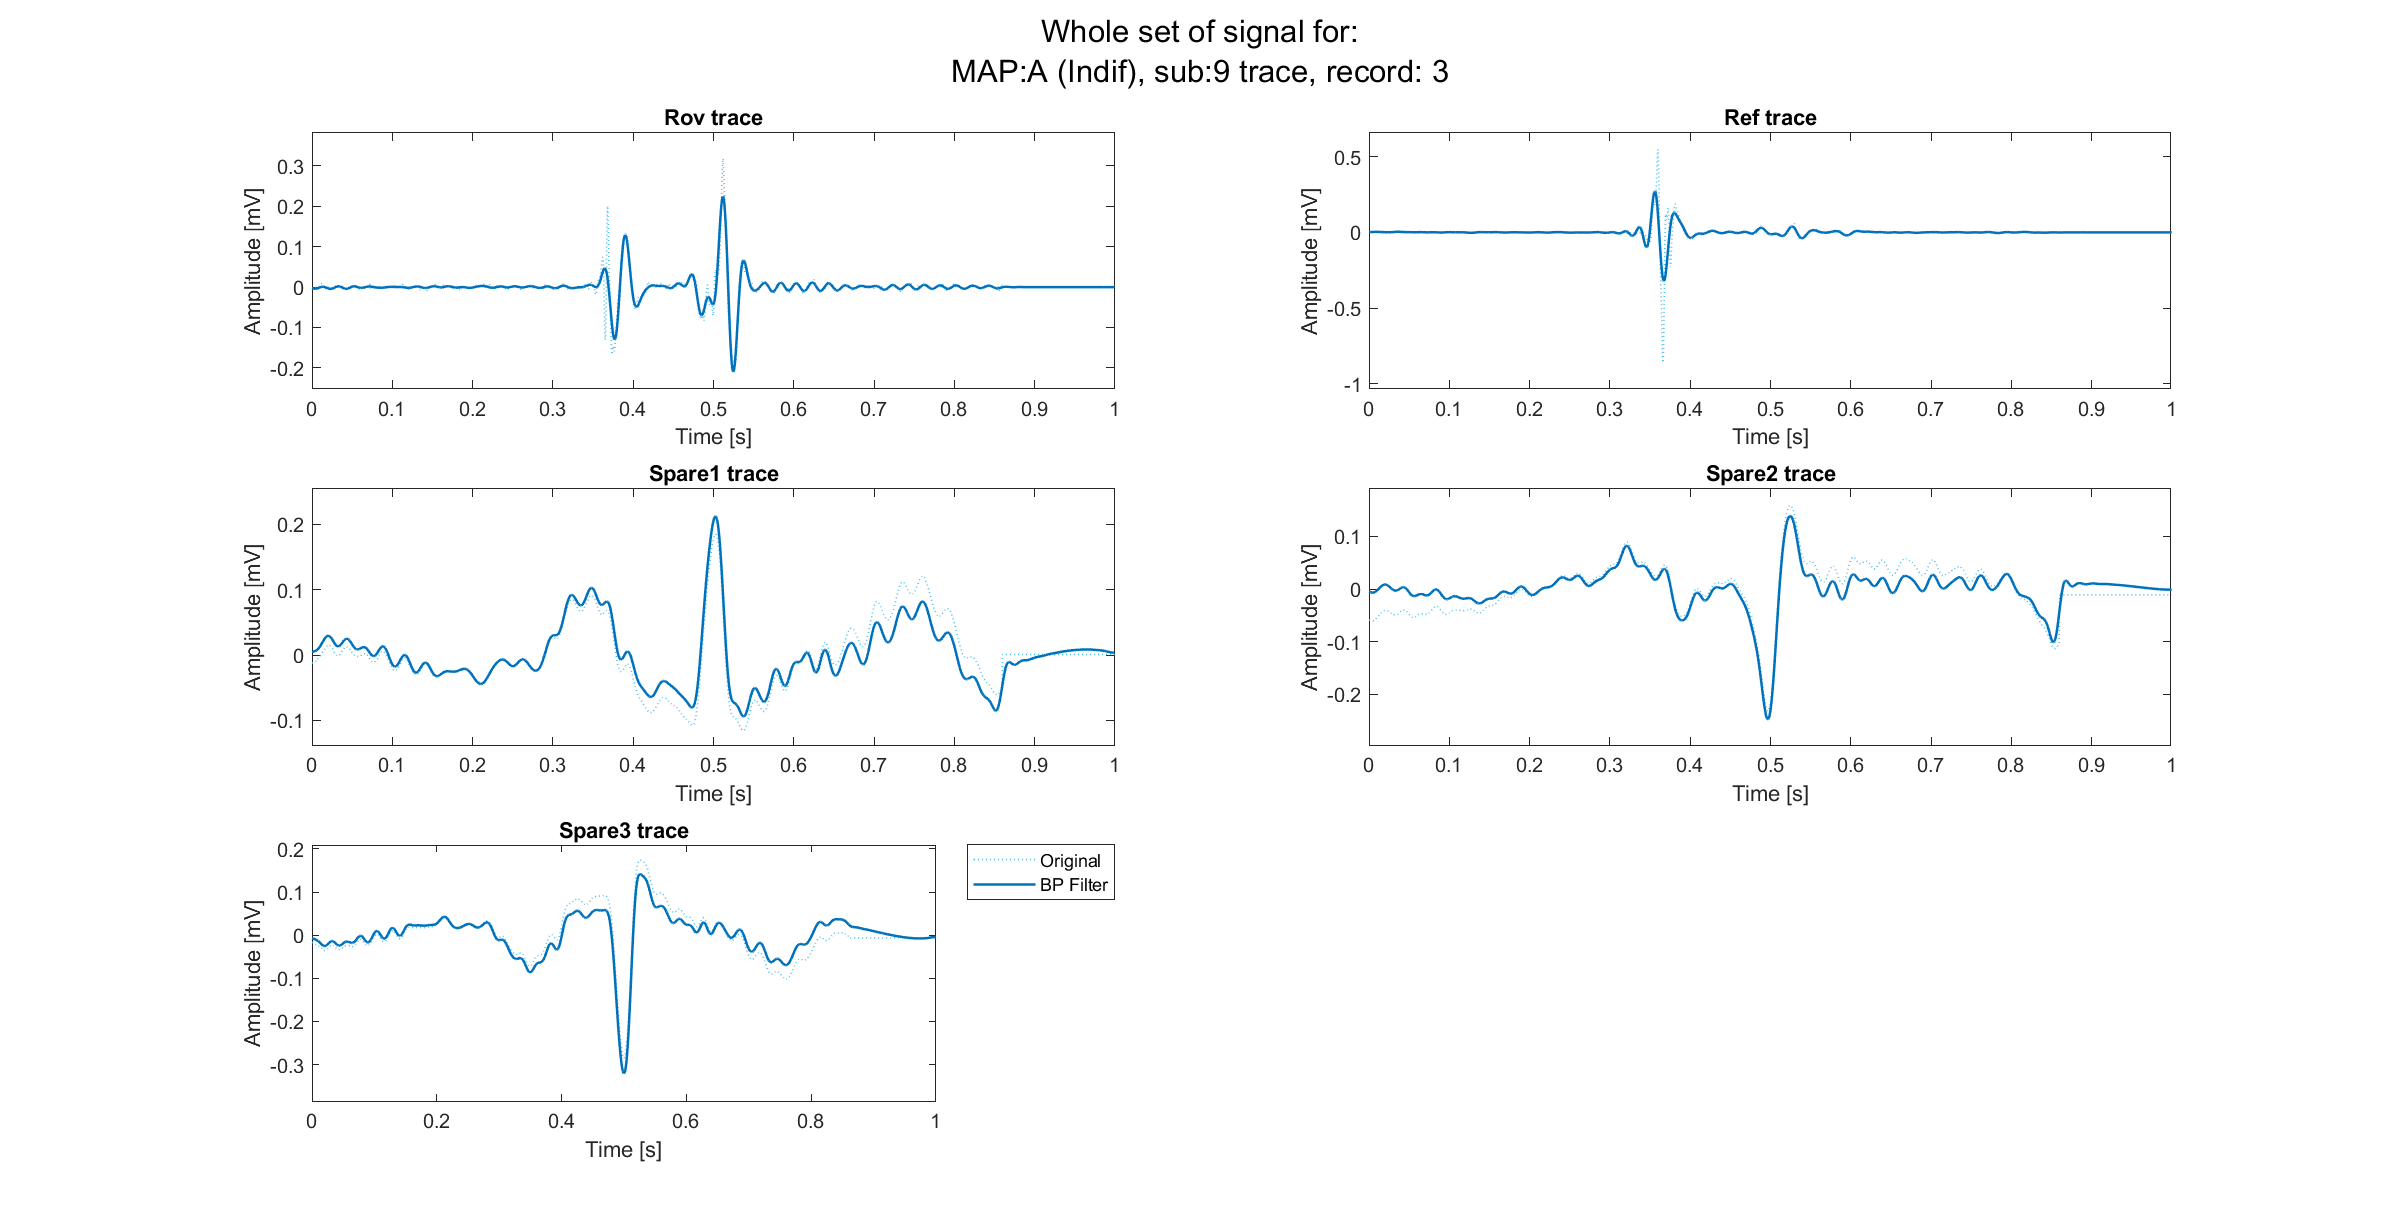 Whole set of signal for:
MAP:A (Indif), sub:9 trace, record: 3
Rov trace
0.3
0.2
0.1
0
-0.1
-0.2
Amplitude [mV]
0 0.1 0.2 0.3 0.4 0.5 0.6 0.7 0.8 0.9 1
Time [s]
Ref trace
0.5
0
-0.5
-1
Amplitude [mV]
0 0.1 0.2 0.3 0.4 0.5 0.6 0.7 0.8 0.9 1
Time [s]
Spare1 trace
0.2
0.1
0
-0.1
Amplitude [mV]
0 0.1 0.2 0.3 0.4 0.5 0.6 0.7 0.8 0.9 1
Time [s]
Spare2 trace
0.1
0
-0.1
-0.2
Amplitude [mV]
0 0.1 0.2 0.3 0.4 0.5 0.6 0.7 0.8 0.9 1
Time [s]
Spare3 trace
0.2
0.1
0
-0.1
-0.2
-0.3
Amplitude [mV]
0 0.2 0.4 0.6 0.8 1
Time [s]
Original
BP Filter